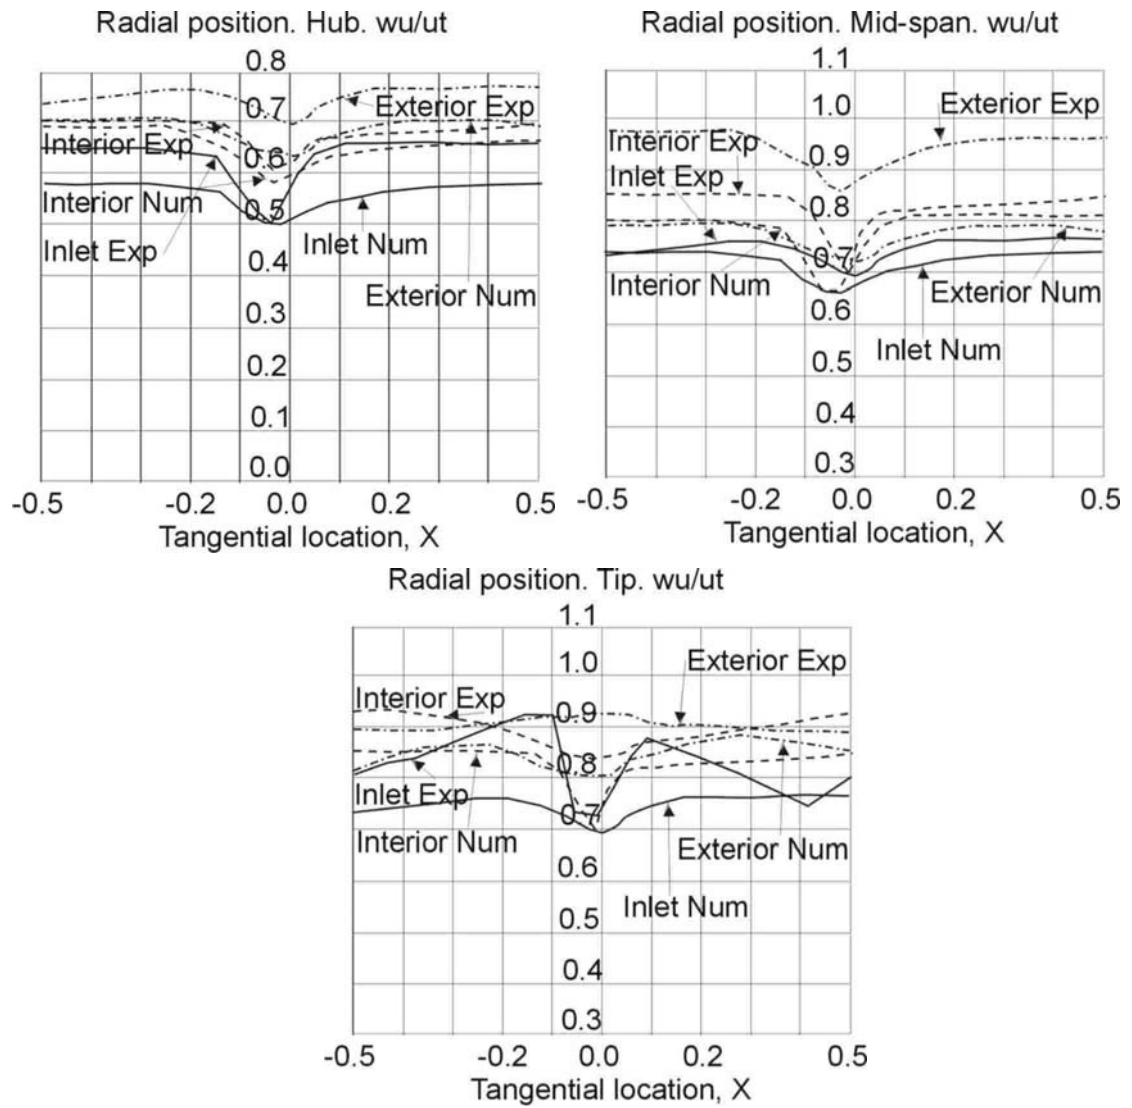 Radial position. Hub. wu/ut
0.8
0.7
Exterior Exp
Interior Exp
0.6
Interior Num
0.5
Inlet Exp
Inlet Num
0.4
Exterior Num
0.3
0.2
0.1
0.0
-0.5 -0.2 0.0 0.2 0.5
Tangential location, X
Radial position. Mid-span. wu/ut
1.1
1.0
Exterior Exp
Interior Exp
0.9
Inlet Exp
0.8
0.7
Interior Num
Exterior Num
0.6
Inlet Num
0.5
0.4
0.3
-0.5 -0.2 0.0 0.2 0.5
Tangential location, X
Radial position. Tip. wu/ut
1.1
1.0
Exterior Exp
Interior Exp
0.9
0.8
Inlet Exp
0.7
Interior Num
Exterior Num
0.6
Inlet Num
0.5
0.4
0.3
-0.5 -0.2 0.0 0.2 0.5
Tangential location, X